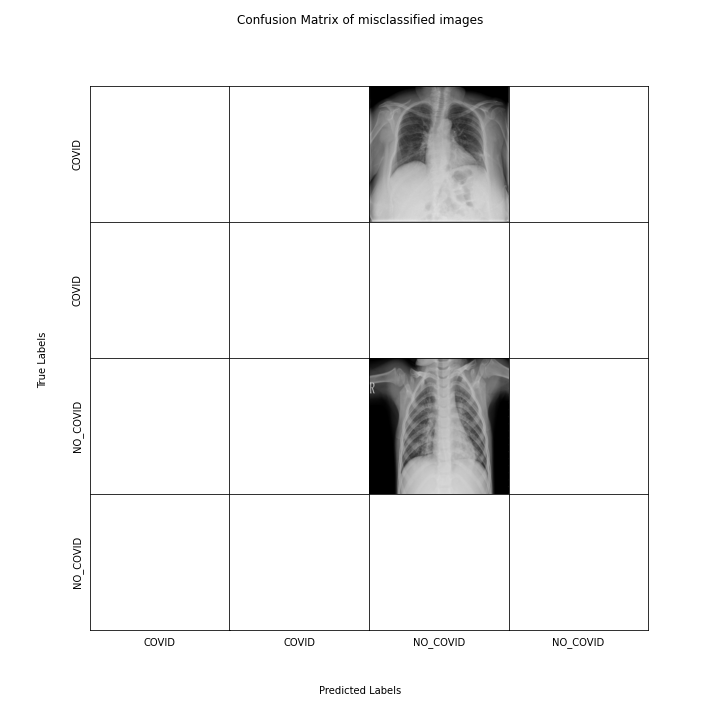 Confusion Matrix of misclassified images
COVID
COVID
True Labels
NO_COVID
R
NO_COVID
COVID COVID NO_COVID NO_COVID
Predicted Labels